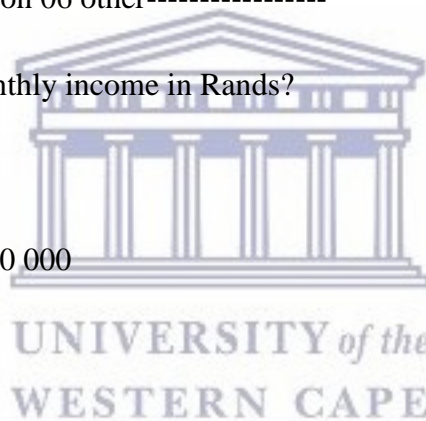 on 06 other-----------------
nthly income in Rands?
0 000
UNIVERSITY of the
WESTERN CAPE